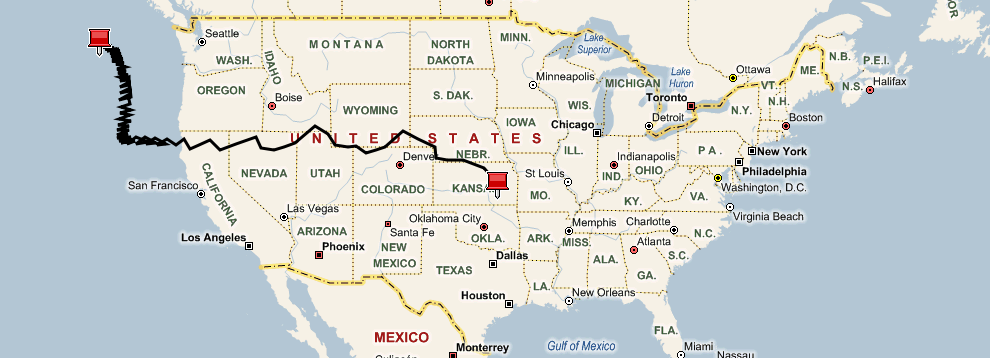 Seattle
WASH.
MONTANA
NORTH
DAKOTA
MINN.
Lake
Superior
OREGON
IDAHO
Boise
WYOMING
S. DAK.
Minneapolis
WIS.
MICHIGAN
Lake
Huron
Ottawa
Toronto
VT.
ME.
N.B.
P.E.I.
N.S.
Halifax
N.H.
N.Y.
Boston
IOWA
Chicago
Detroit
UNITED STATES
NEVADA
UTAH
Denve
NEBR.
ILL.
Indianapolis
IND.
OHIO
PA.
New York
Philadelphia
Washington, D.C.
San Francisco
CALIFORNIA
COLORADO
KANSA
St Louis
MO.
KY.
VA.
Virginia Beach
Las Vegas
Los Angeles
ARIZONA
Phoenix
Santa Fe
NEW
MEXICO
Oklahoma City
OKLA.
ARK.
Memphis
Charlotte
N.C.
S.C.
MISS.
ALA.
Atlanta
GA.
TEXAS
Dallas
LA.
New Orleans
Houston
FLA.
MEXICO
Monterrey
Gulf of Mexico
Miami
Nassau